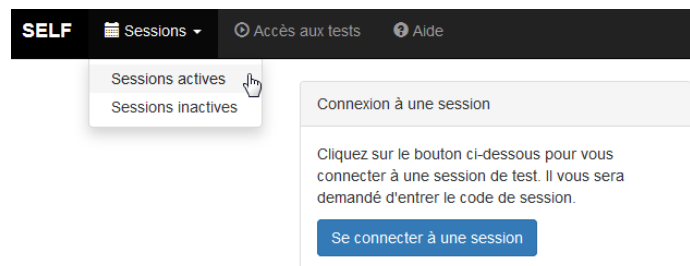 SELF Sessions Accès aux tests Aide
Sessions actives
Sessions inactives
Connexion à une session
Cliquez sur le bouton ci-dessous pour vous
connecter à une session de test. Il vous sera
demandé d'entrer le code de session.
Se connecter à une session